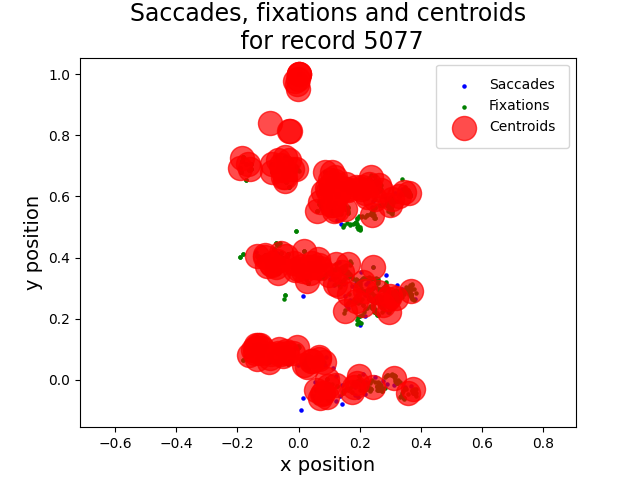 Saccades, fixations and centroids
for record 5077
Saccades
Fixations
Centroids
1.0
0.8
0.6
0.4
0.2
0.0
y position
−0.6 −0.4 −0.2 0.0 0.2 0.4 0.6 0.8
x position